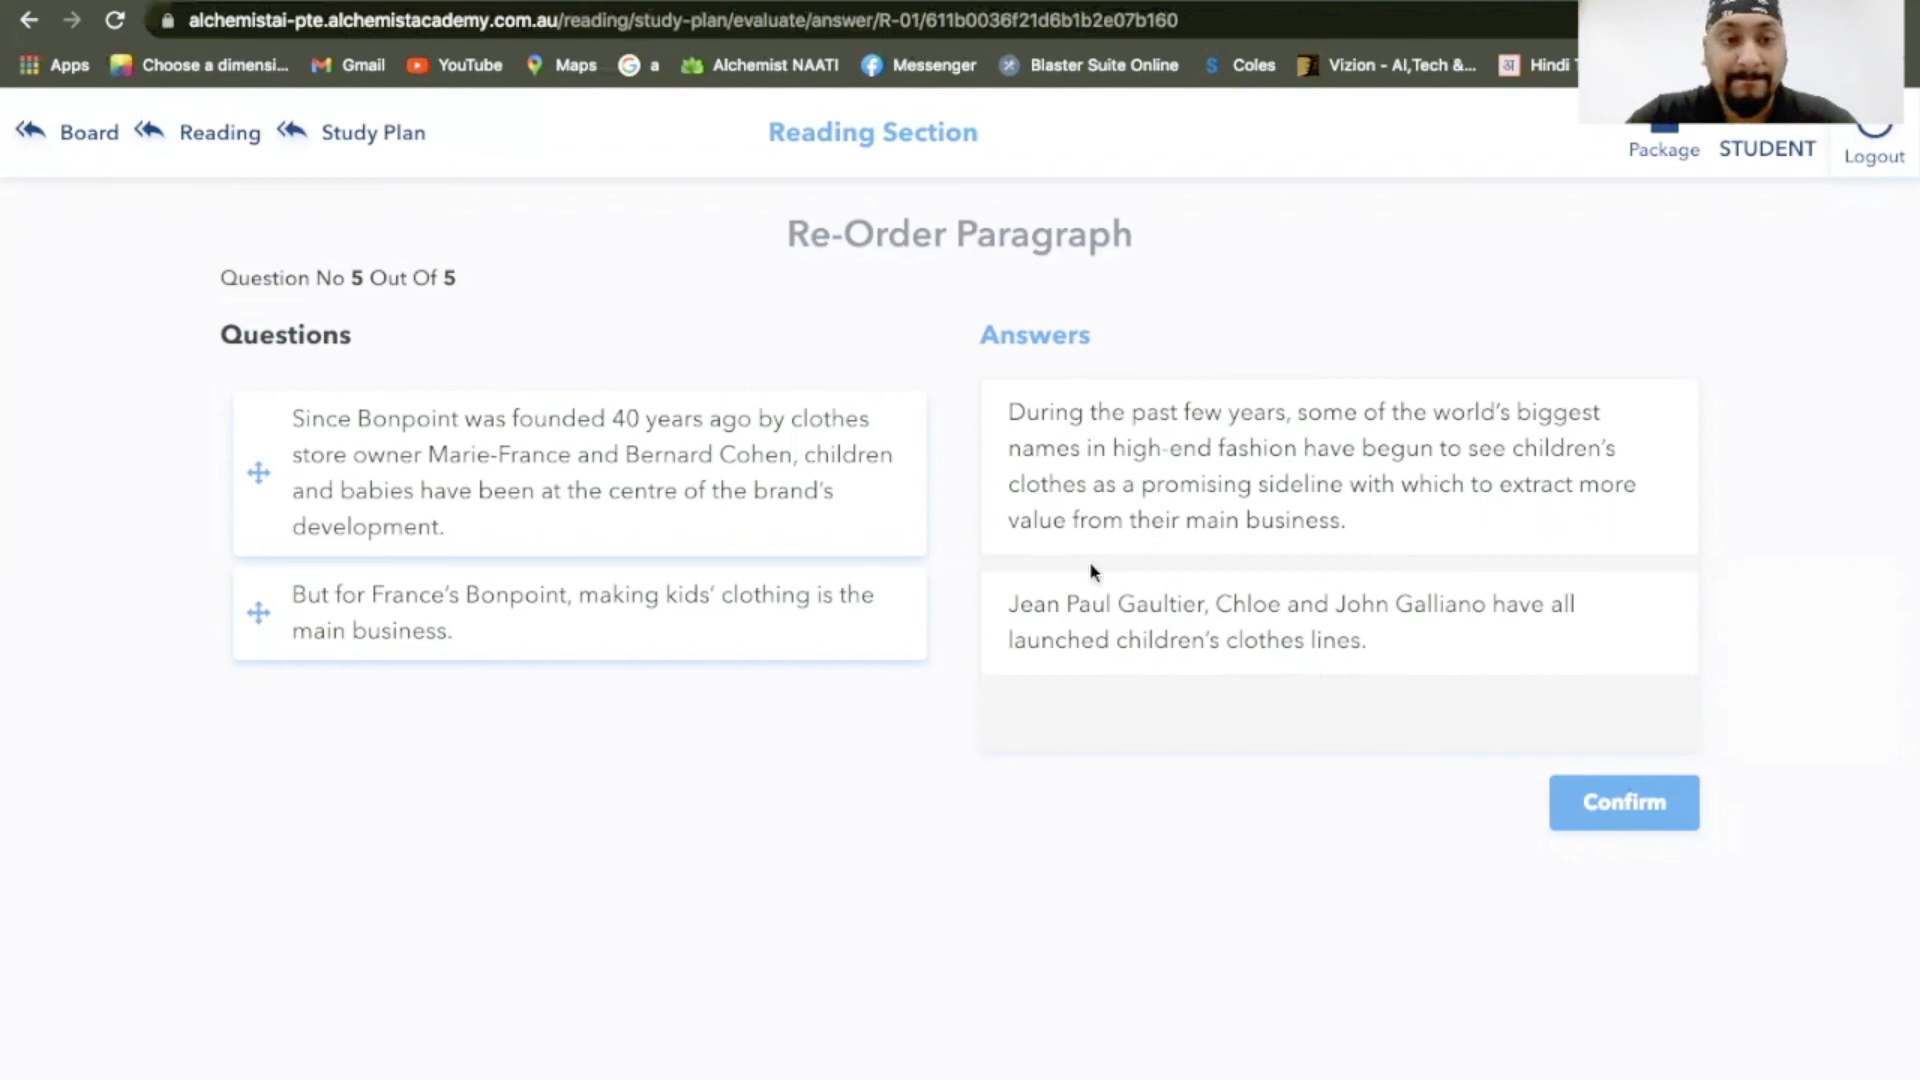 alchemistai-pte.alchemistacademy.com.au/reading/study-plan/evaluate/answer/R-01/611b0036f21d6b1b2e07b160
Apps Choose a dimensi... Gmail YouTube Maps a Alchemist NAATI Messenger Blaster Suite Online S Coles Vizion - AI,Tech &... अ Hindi
Board Reading Study Plan Reading Section Package STUDENT Logout
Re-Order Paragraph
Question No 5 Out Of 5
Questions
Since Bonpoint was founded 40 years ago by clothes
store owner Marie-France and Bernard Cohen, children
and babies have been at the centre of the brand's
development.
But for France's Bonpoint, making kids' clothing is the
main business.
Answers
During the past few years, some of the world's biggest
names in high-end fashion have begun to see children's
clothes as a promising sideline with which to extract more
value from their main business.
Jean Paul Gaultier, Chloe and John Galliano have all
launched children's clothes lines.
Confirm